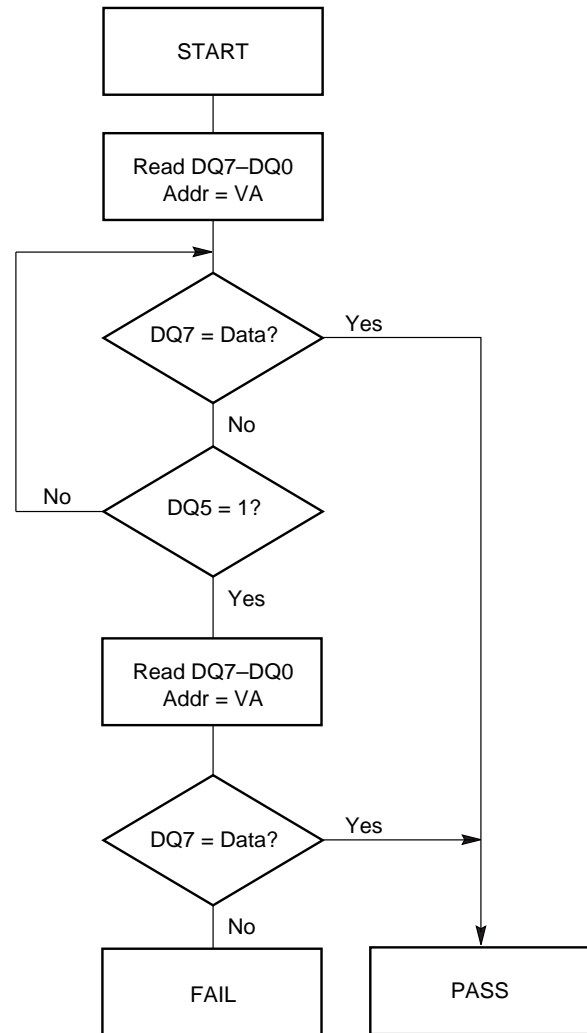 START
Read DQ7–DQ0
Addr = VA
DQ7 = Data?
Yes
No
No
DQ5 = 1?
Yes
Read DQ7–DQ0
Addr = VA
DQ7 = Data?
Yes
No
FAIL
PASS